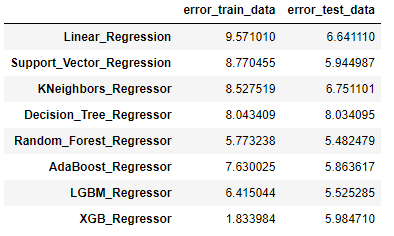 error_train_data error_test_data
Linear_Regression 9.571010 6.641110
Support_Vector_Regression 8.770455 5.944987
KNeighbors_Regressor 8.527519 6.751101
Decision_Tree_Regressor 8.043409 8.034095
Random_Forest_Regressor 5.773238 5.482479
AdaBoost_Regressor 7.630025 5.863617
LGBM_Regressor 6.415044 5.525285
XGB_Regressor 1.833984 5.984710